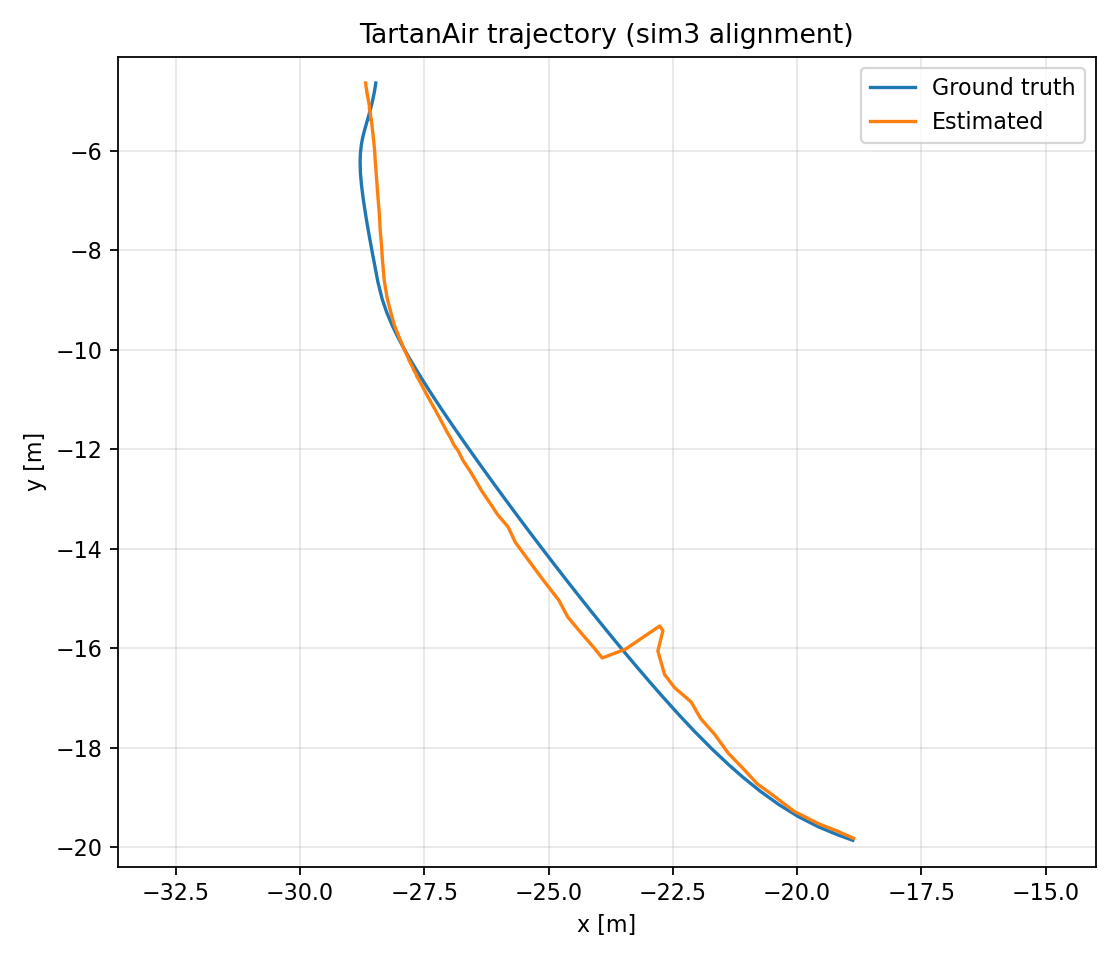 TartanAir trajectory (sim3 alignment)
Ground truth
Estimated
y [m]
−6
−8
−10
−12
−14
−16
−18
−20
−32.5 −30.0 −27.5 −25.0 −22.5 −20.0 −17.5 −15.0
x [m]